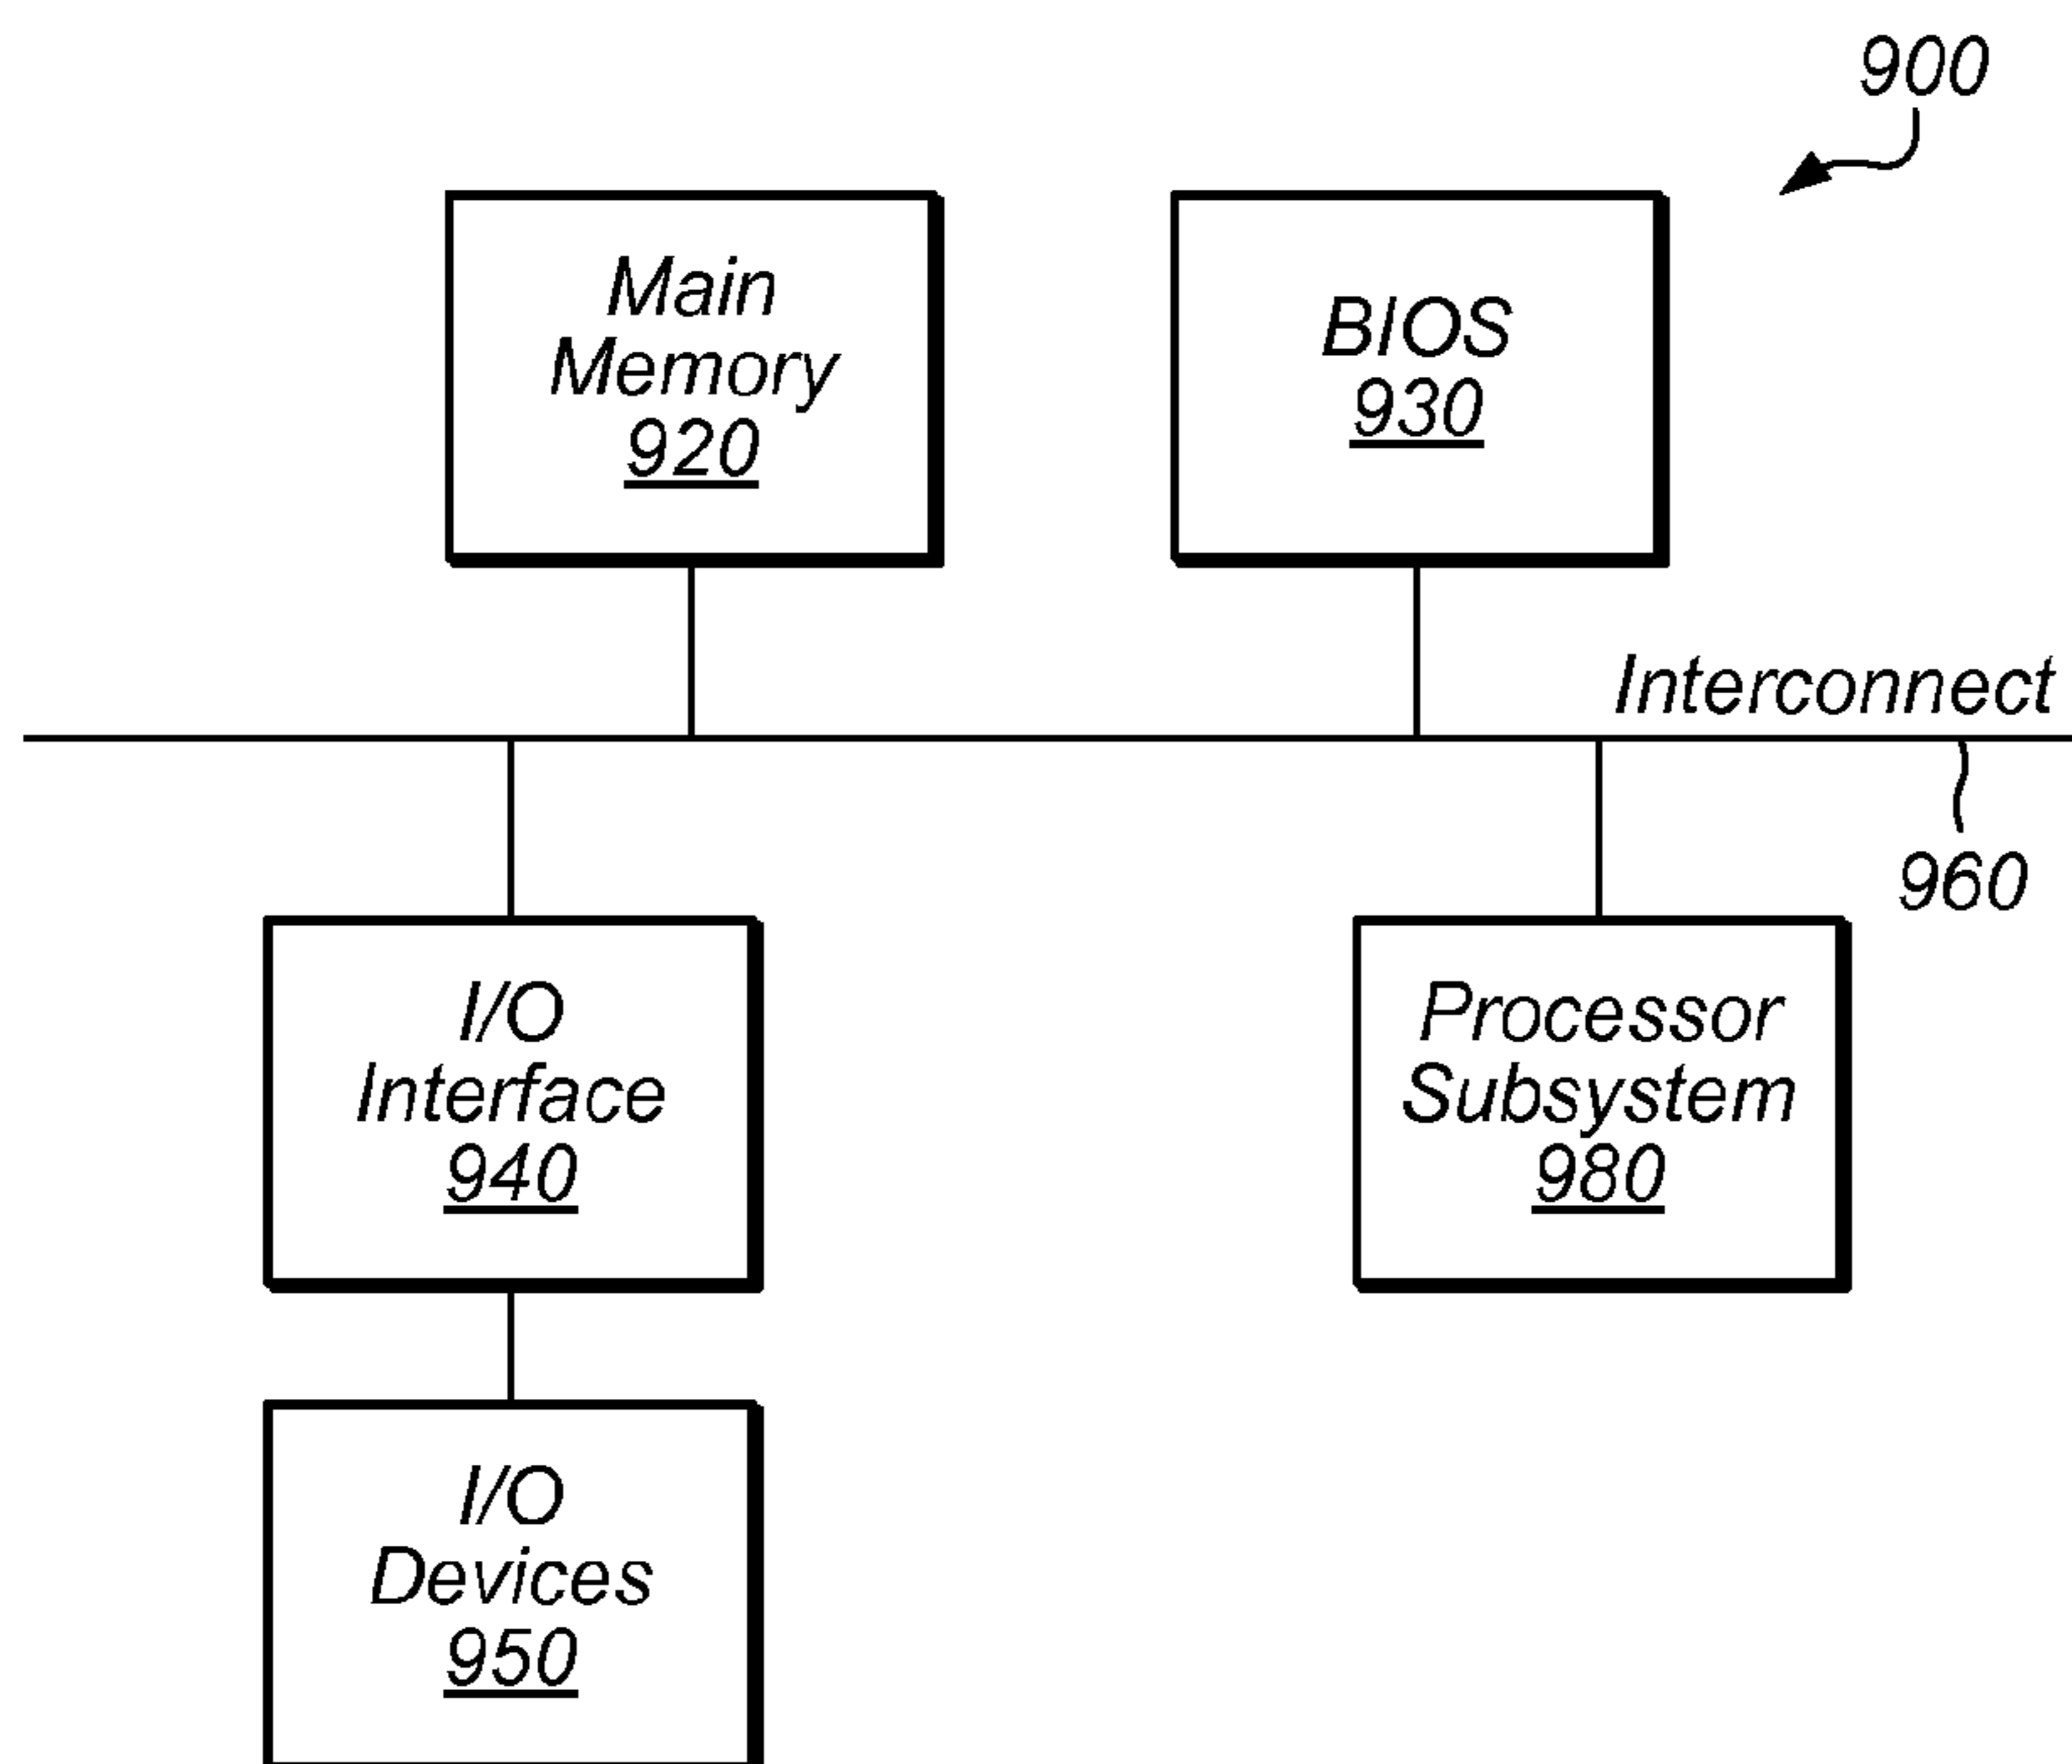 900
Main
Memory
920
BIOS
930
Interconnect
960
I/O
Interface
940
Processor
Subsystem
980
I/O
Devices
950